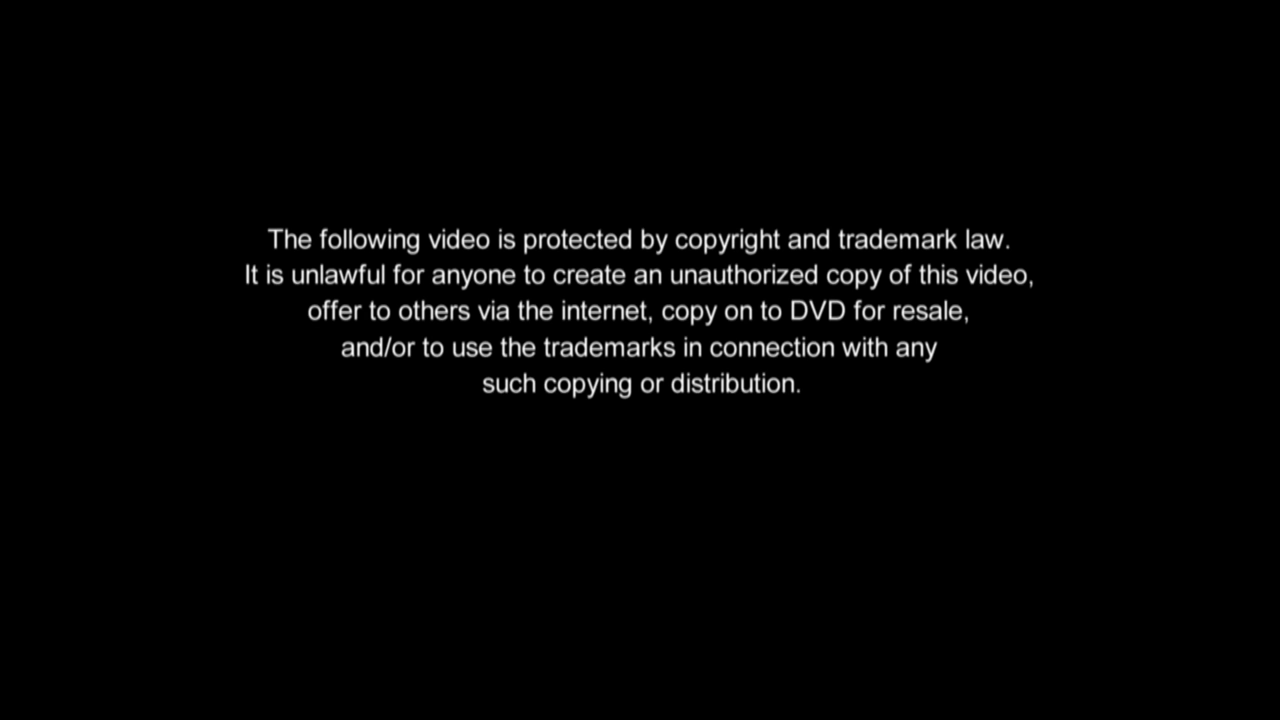 The following video is protected by copyright and trademark law.
It is unlawful for anyone to create an unauthorized copy of this video,
offer to others via the internet, copy on to DVD for resale,
and/or to use the trademarks in connection with any
such copying or distribution.